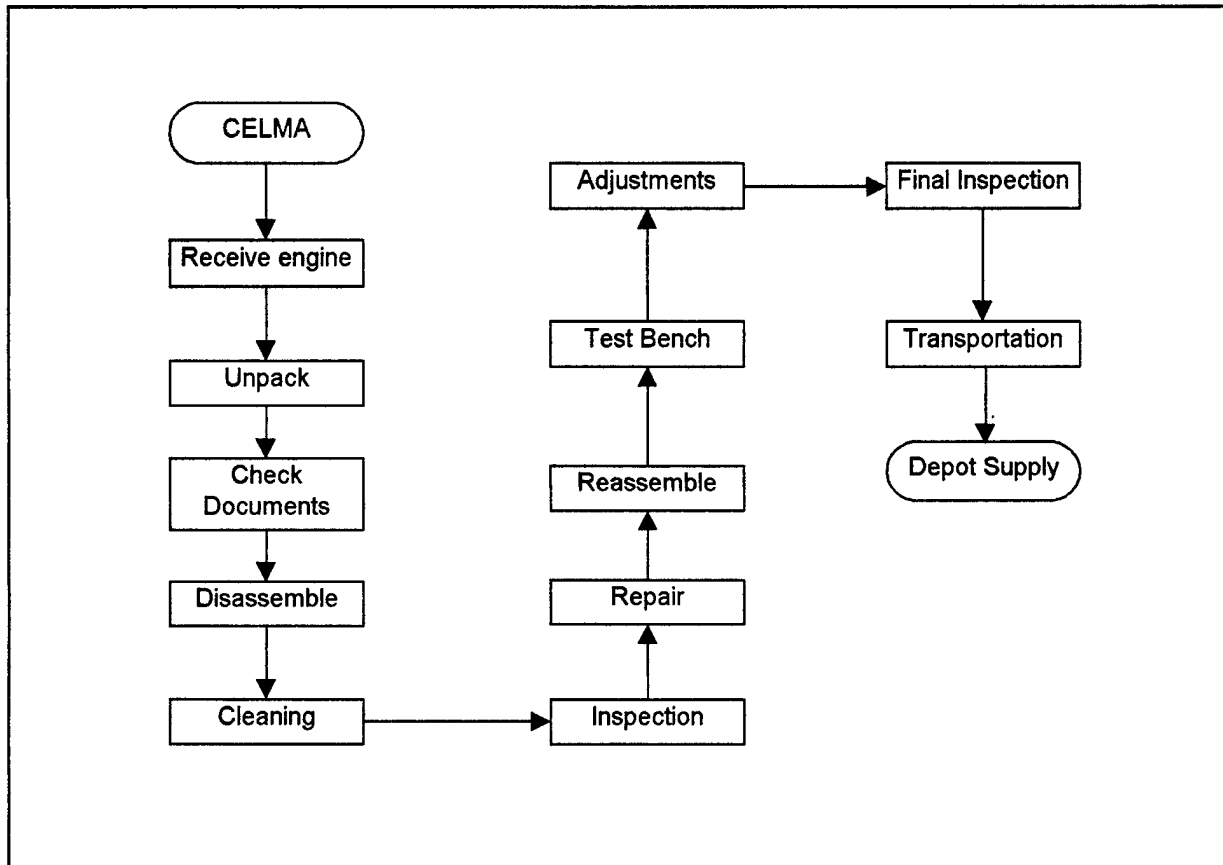 CELMA
Receive engine
Unpack
Check
Documents
Disassemble
Cleaning
Inspection
Repair
Reassemble
Test Bench
Adjustments
Final Inspection
Transportation
Depot Supply